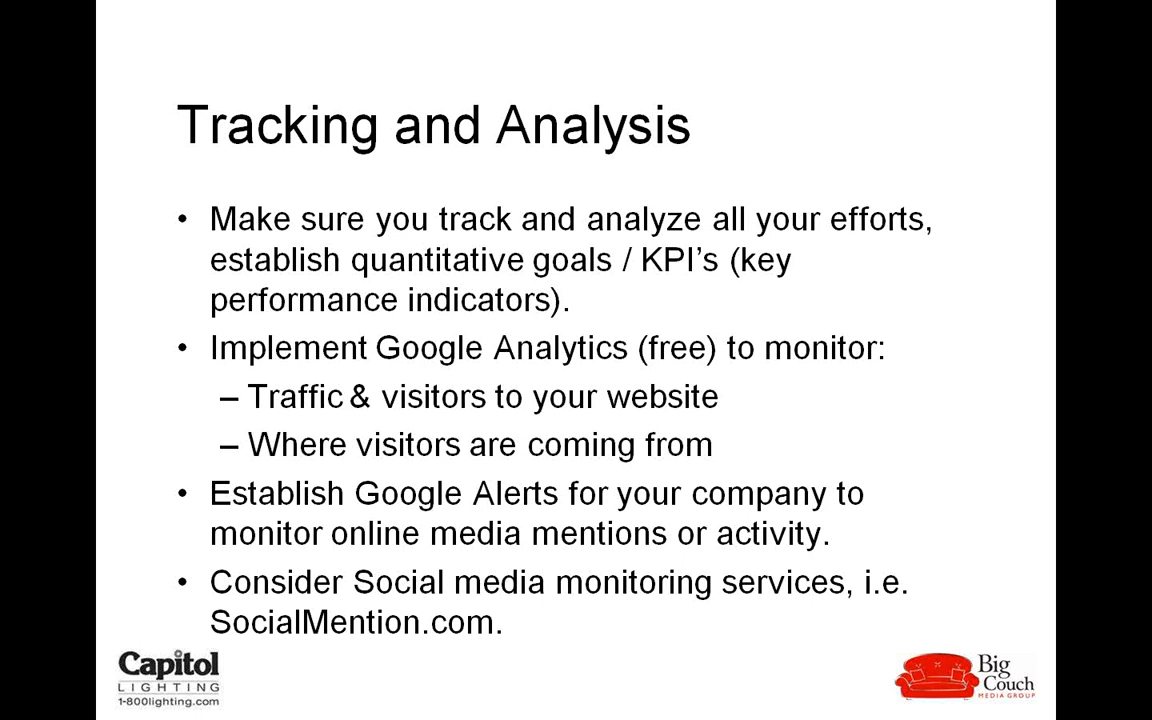 Tracking and Analysis
• Make sure you track and analyze all your efforts,
establish quantitative goals / KPI’s (key
performance indicators).
• Implement Google Analytics (free) to monitor:
– Traffic & visitors to your website
– Where visitors are coming from
• Establish Google Alerts for your company to
monitor online media mentions or activity.
• Consider Social media monitoring services, i.e.
SocialMention.com.
Capitol
LIGHTING
1-800lighting.com
Big
Couch
MEDIA GROUP